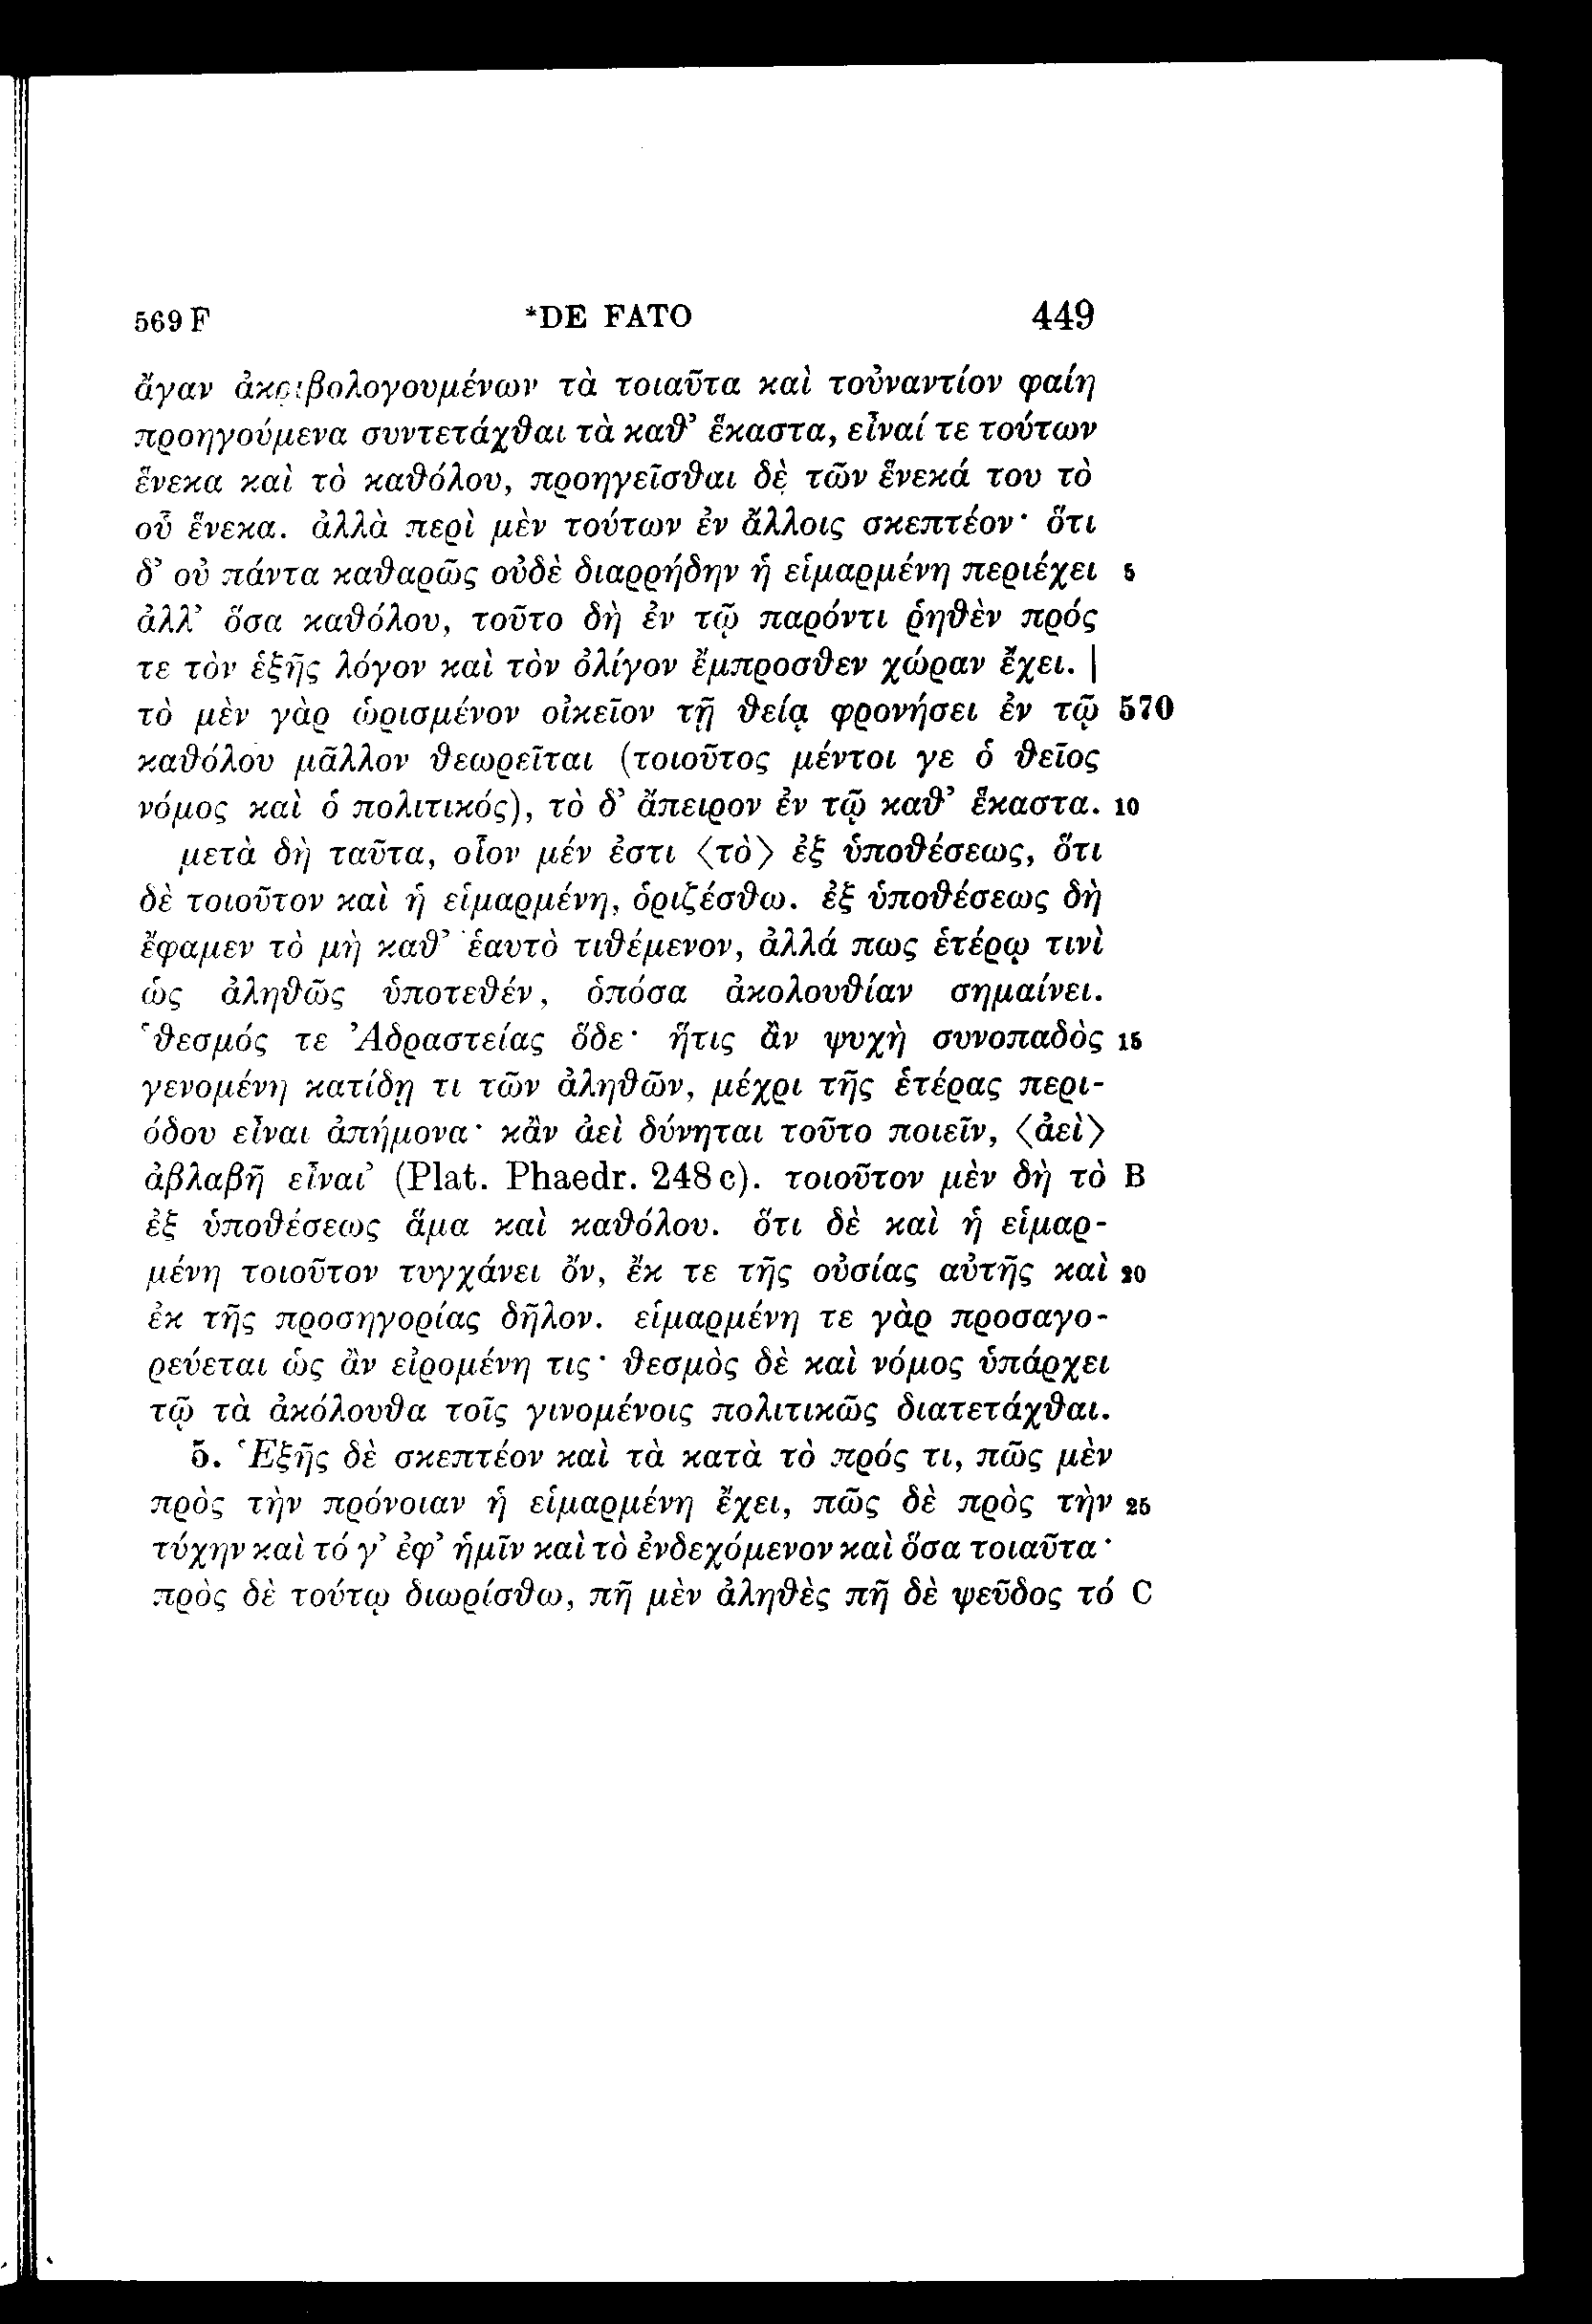 569 F *DE FATO 449
ἄγαν ἀκριβολογουμένων τὰ τοιαῦτα καὶ τοὐναντίον φαίη
προηγούμενα συντετάχθαι τὰ καθ’ ἕκαστα, εἶναί τε τούτων
ἕνεκα καὶ τὸ καθόλου, προηγεῖσθαι δὲ τῶν ἕνεκά του τὸ
οὗ ἕνεκα. ἀλλὰ περὶ μὲν τούτων ἐν ἄλλοις σκεπτέον· ὅτι
δ’ οὐ πάντα καθαρῶς οὐδὲ διαρρήδην ἡ εἱμαρμένη περιέχει 5
ἀλλ’ ὅσα καθόλου, τοῦτο δὴ ἐν τῷ παρόντι ῥηθὲν πρός
τε τὸν ἑξῆς λόγον καὶ τὸν ὀλίγον ἔμπροσθεν χώραν ἔχει. |
τὸ μὲν γὰρ ὡρισμένον οἰκεῖον τῇ θείᾳ φρονήσει ἐν τῷ 570
καθόλου μᾶλλον θεωρεῖται (τοιοῦτος μέντοι γε ὁ θεῖος
νόμος καὶ ὁ πολιτικός), τὸ δ’ ἄπειρον ἐν τῷ καθ’ ἕκαστα. 10
μετὰ δὴ ταῦτα, οἷον μέν ἐστι ⟨τὸ⟩ ἐξ ὑποθέσεως, ὅτι
δὲ τοιοῦτον καὶ ἡ εἱμαρμένη, ὁριζέσθω. ἐξ ὑποθέσεως δὴ
ἔφαμεν τὸ μὴ καθ’ ἑαυτὸ τιθέμενον, ἀλλά πως ἑτέρῳ τινὶ
ὡς ἀληθῶς ὑποτεθέν, ὁπόσα ἀκολουθίαν σημαίνει.
‘θεσμός τε Ἀδραστείας ὅδε· ἥτις ἂν ψυχὴ συνοπαδὸς 15
γενομένη κατίδῃ τι τῶν ἀληθῶν, μέχρι τῆς ἑτέρας περι-
όδου εἶναι ἀπήμονα· κἂν ἀεὶ δύνηται τοῦτο ποιεῖν, ⟨ἀεὶ⟩
ἀβλαβῆ εἶναι’ (Plat. Phaedr. 248 c). τοιοῦτον μὲν δὴ τὸ B
ἐξ ὑποθέσεως ἅμα καὶ καθόλου. ὅτι δὲ καὶ ἡ εἱμαρ-
μένη τοιοῦτον τυγχάνει ὄν, ἔκ τε τῆς οὐσίας αὐτῆς καὶ 20
ἐκ τῆς προσηγορίας δῆλον. εἱμαρμένη τε γὰρ προσαγο-
ρεύεται ὡς ἂν εἰρομένη τις· θεσμὸς δὲ καὶ νόμος ὑπάρχει
τῷ τὰ ἀκόλουθα τοῖς γινομένοις πολιτικῶς διατετάχθαι.
5. Ἑξῆς δὲ σκεπτέον καὶ τὰ κατὰ τὸ πρός τι, πῶς μὲν
πρὸς τὴν πρόνοιαν ἡ εἱμαρμένη ἔχει, πῶς δὲ πρὸς τὴν 25
τύχην καὶ τό γ’ ἐφ’ ἡμῖν καὶ τὸ ἐνδεχόμενον καὶ ὅσα τοιαῦτα·
πρὸς δὲ τούτῳ διωρίσθω, πῆ μὲν ἀληθὲς πῆ δὲ ψεῦδος τό C